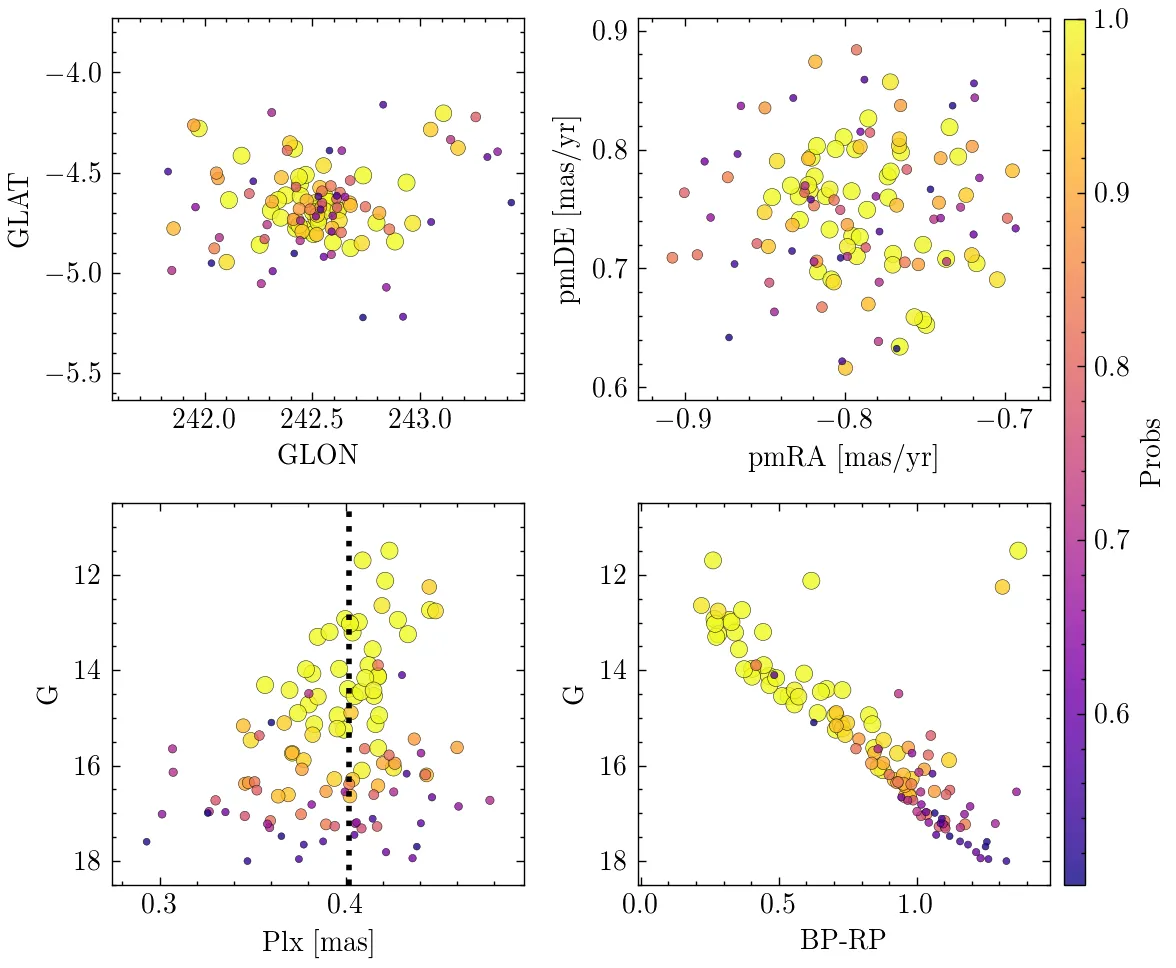 −4.0
−4.5
−5.0
−5.5
GLAT
242.0 242.5 243.0
GLON
0.9
0.8
0.7
0.6
pmDE [mas/yr]
−0.9 −0.8 −0.7
pmRA [mas/yr]
1.0
0.9
0.8
0.7
0.6
Probs
12
14
16
18
G
0.3 0.4
Plx [mas]
12
14
16
18
G
0.0 0.5 1.0
BP-RP